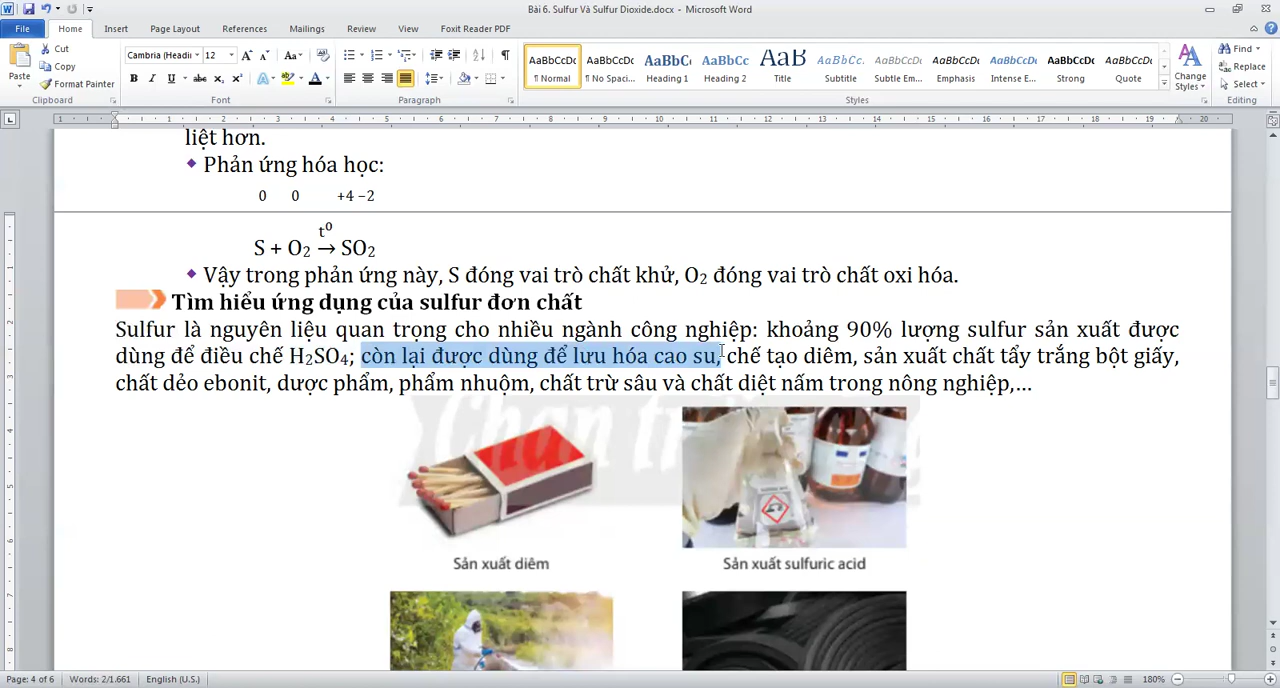 Bài 6. Sulfur Và Sulfur Dioxide.docx - Microsoft Word
File Home Insert Page Layout References Mailings Review View Foxit Reader PDF
Paste Cut Copy Format Painter Clipboard
Cambria (Headi 12 Font
Paragraph
AaBbCcDc AaBbCcDc AaBbC AaBbCc AaB AaBbCc. AaBbCcDc AaBbCcDc AaBbCcDc AaBbCcDc AaBbCcDc
¶ Normal ¶ No Spaci... Heading 1 Heading 2 Title Subtitle Subtle Em... Emphasis Intense E... Strong Quote
Styles Change Styles
Find Replace Select Editing
liệt hơn.
Phản ứng hóa học:
0 0 +4 –2
t⁰
S + O₂ → SO₂
Vậy trong phản ứng này, S đóng vai trò chất khử, O₂ đóng vai trò chất oxi hóa.
Tìm hiểu ứng dụng của sulfur đơn chất
Sulfur là nguyên liệu quan trọng cho nhiều ngành công nghiệp: khoảng 90% lượng sulfur sản xuất được
dùng để điều chế H₂SO₄; còn lại được dùng để lưu hóa cao su, chế tạo diêm, sản xuất chất tẩy trắng bột giấy,
chất dẻo ebonit, dược phẩm, phẩm nhuộm, chất trừ sâu và chất diệt nấm trong nông nghiệp,...
Chân tr
Sản xuất diêm
Sản xuất sulfuric acid
Page: 4 of 6 Words: 2/1.661 English (U.S.) 180%